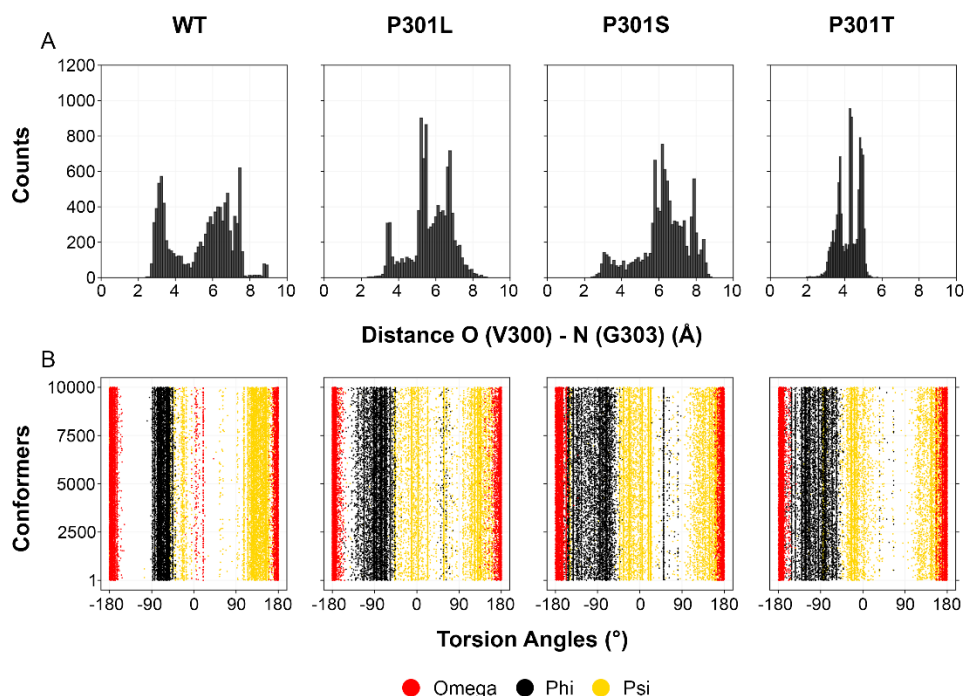 WT P301L P301S P301T
A
1200
1000
800
600
400
200
0
Counts
0 2 4 6 8 10 0 2 4 6 8 10 0 2 4 6 8 10 0 2 4 6 8 10
Distance O (V300) - N (G303) (Å)
B
10000
7500
5000
2500
1
Conformers
-180 -90 0 90 180 -180 -90 0 90 180 -180 -90 0 90 180 -180 -90 0 90 180
Torsion Angles (°)
Omega Phi Psi